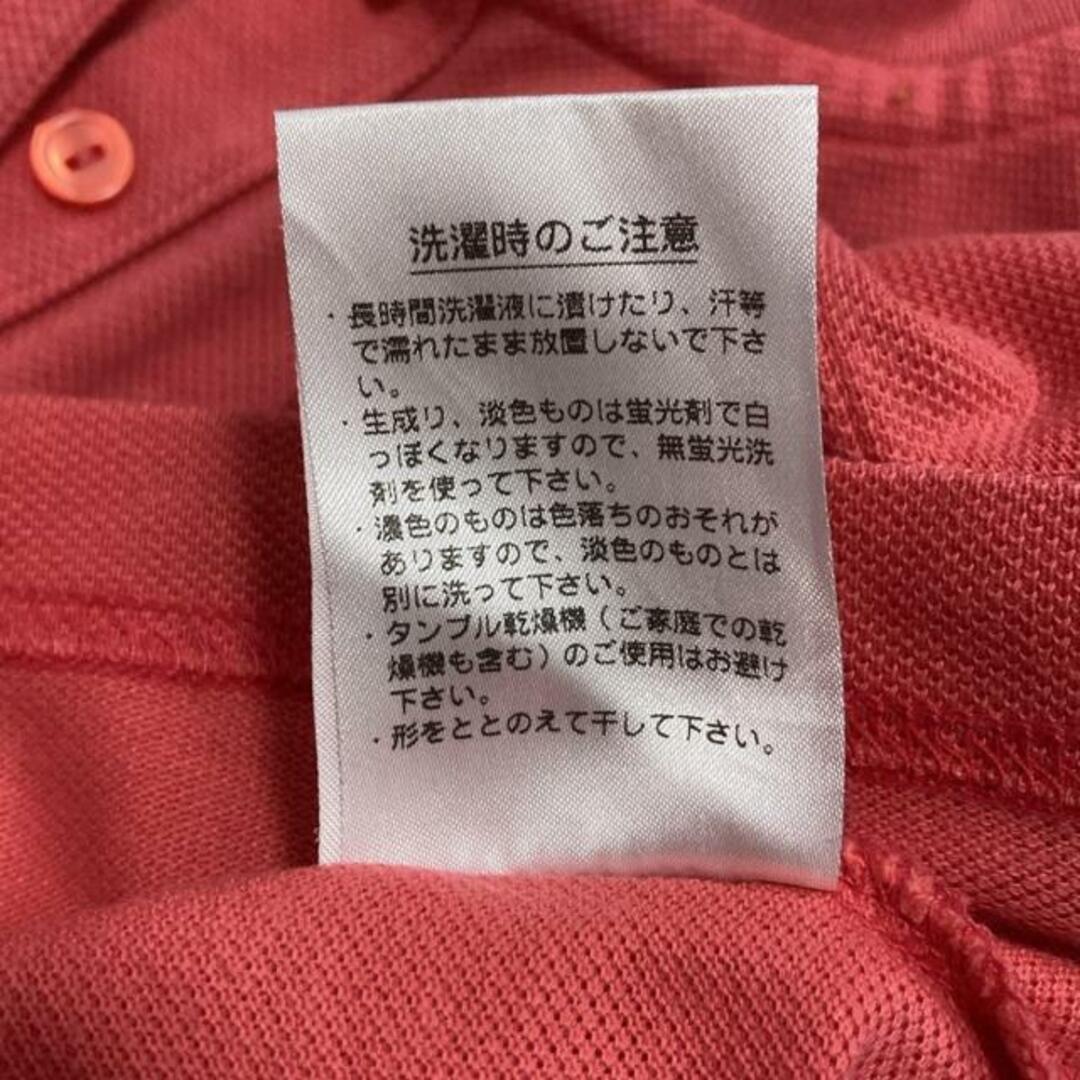 洗濯時のご注意
・長時間洗濯液に漬けたり、汗等
で濡れたまま放置しないで下さ
い。
・生成り、淡色ものは蛍光剤で白
っぽくなりますので、無蛍光洗
剤を使って下さい。
・濃色のものは色落ちのおそれが
ありますので、淡色のものとは
別に洗って下さい。
・タンブル乾燥機(ご家庭での乾
燥機も含む)のご使用はお避け
下さい。
・形をととのえて干して下さい。